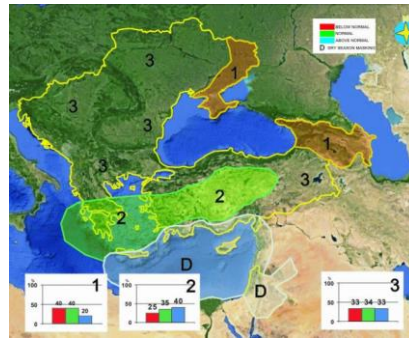 BELOW NORMAL
NORMAL
ABOVE NORMAL
D DRY SEASON MASKING
3
1
3
3
1
3
3
2
2
D
D
%
100
50
0
40 40 20
1
%
100
50
0
25 35 40
2
%
100
50
0
33 34 33
3